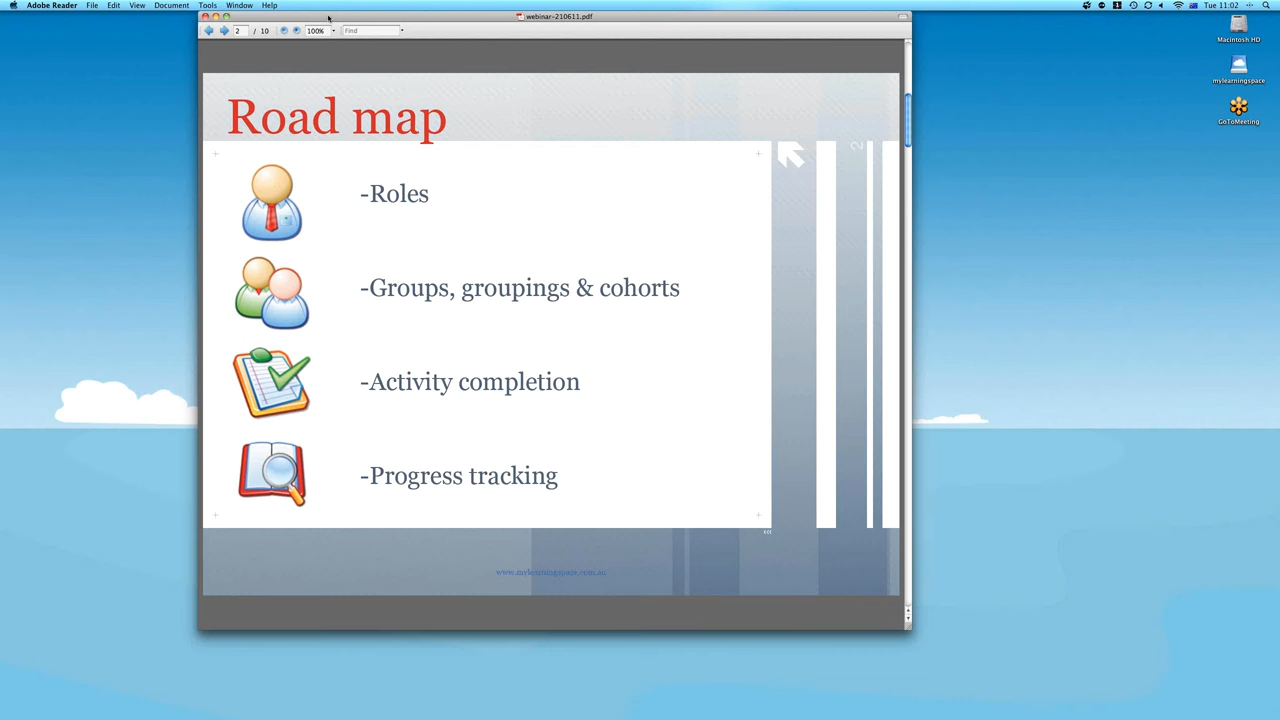 Adobe Reader File Edit View Document Tools Window Help
Tue 11:02
webinar-210611.pdf
2 / 10 100% Find
Macintosh HD
mylearningspace
GoToMeeting
Road map
2
-Roles
-Groups, groupings & cohorts
-Activity completion
-Progress tracking
www.mylearningspace.com.au